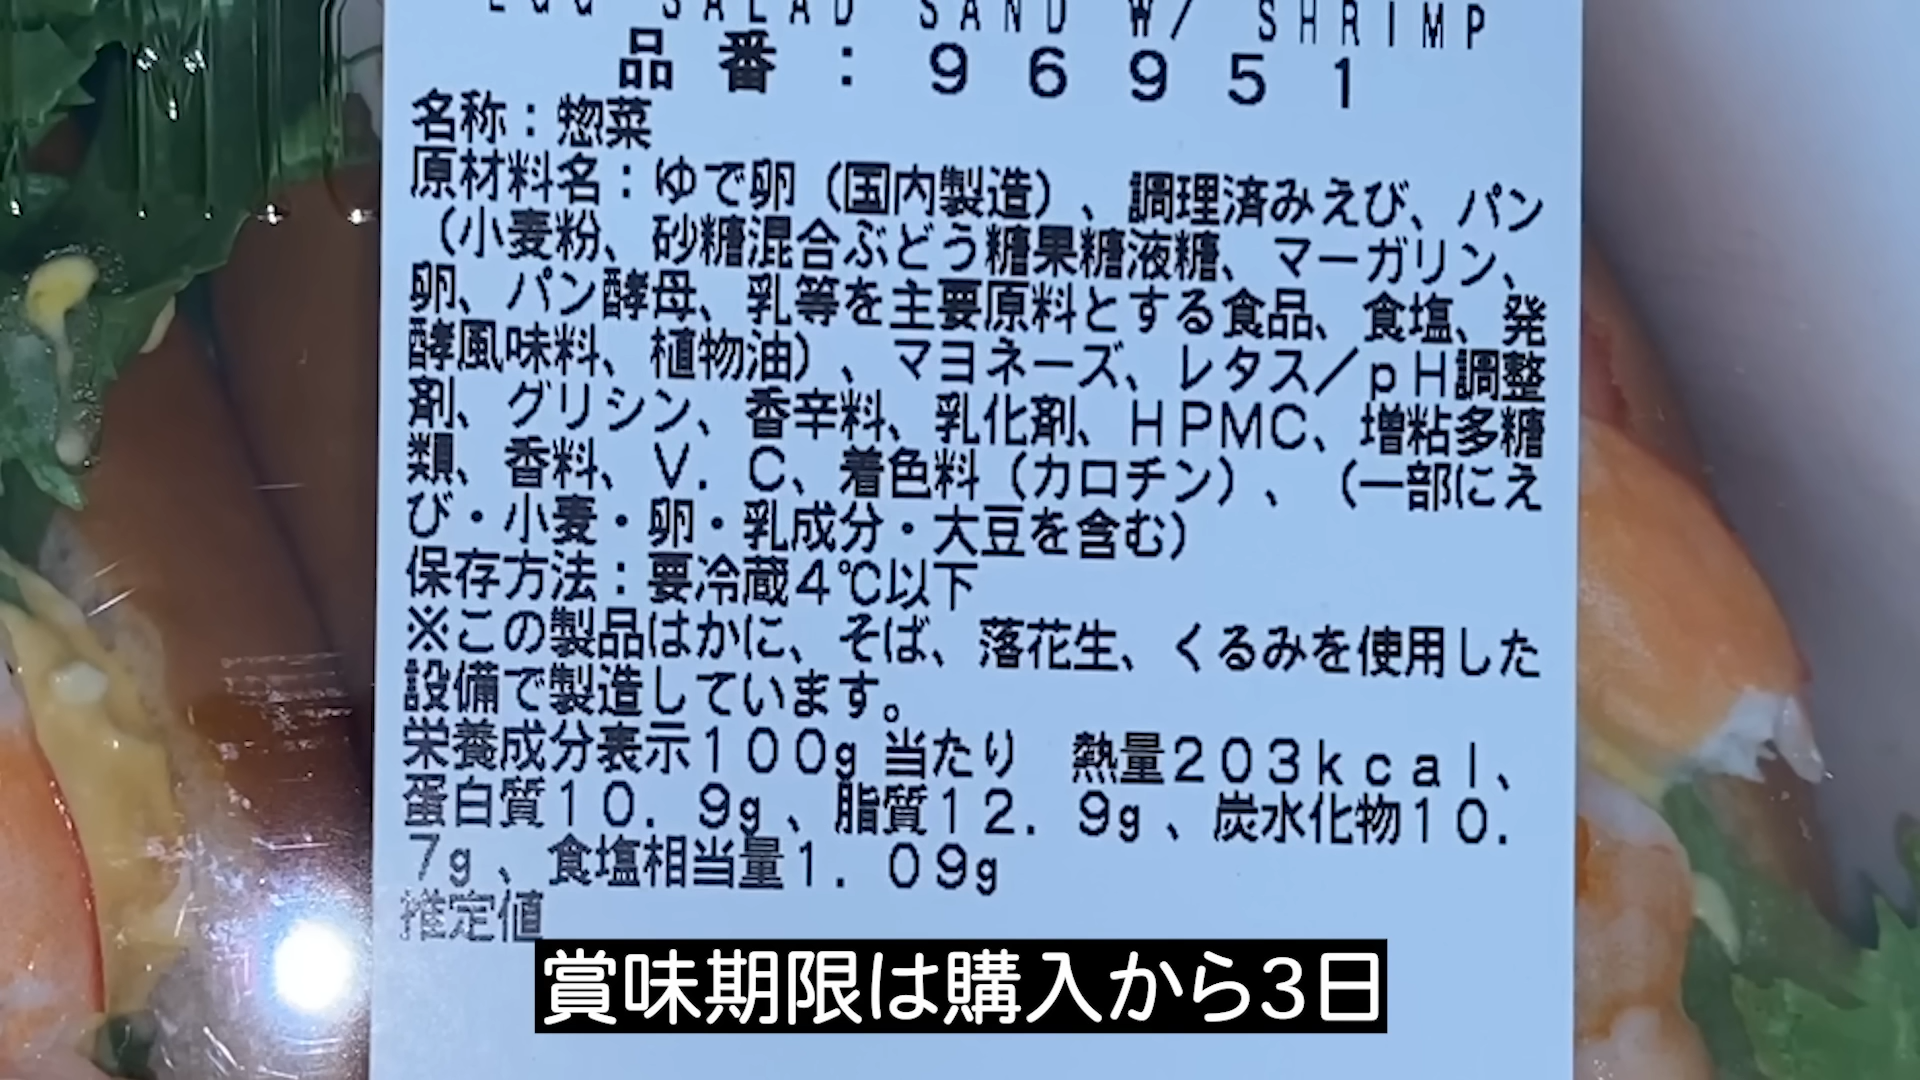 EGG SALAD SAND W/ SHRIMP
品番:96951
名称:惣菜
原材料名:ゆで卵(国内製造)、調理済みえび、パン
(小麦粉、砂糖混合ぶどう糖果糖液糖、マーガリン、
卵、パン酵母、乳等を主要原料とする食品、食塩、発
酵風味料、植物油)、マヨネーズ、レタス/pH調整
剤、グリシン、香辛料、乳化剤、HPMC、増粘多糖
類、香料、V.C、着色料(カロチン)、(一部にえ
び・小麦・卵・乳成分・大豆を含む)
保存方法:要冷蔵4℃以下
※この製品はかに、そば、落花生、くるみを使用した
設備で製造しています。
栄養成分表示100g当たり 熱量203kcal、
蛋白質10.9g、脂質12.9g、炭水化物10.
7g、食塩相当量1.09g
推定値
賞味期限は購入から3日